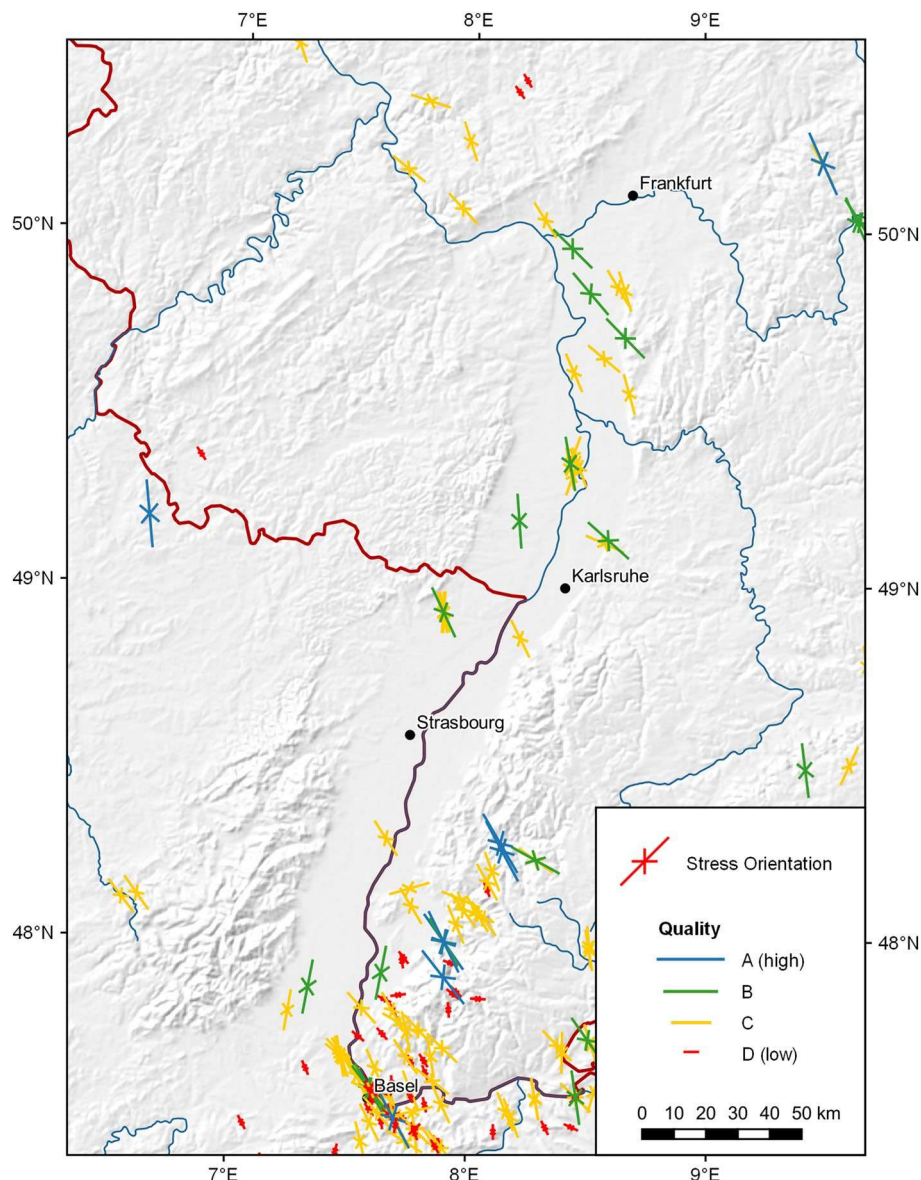 7°E 8°E 9°E
Frankfurt
50°N 50°N
49°N 49°N
Karlsruhe
Strasbourg
Stress Orientation
Quality
48°N 48°N
A (high)
B
C
D (low)
Basel
0 10 20 30 40 50 km
7°E 8°E 9°E